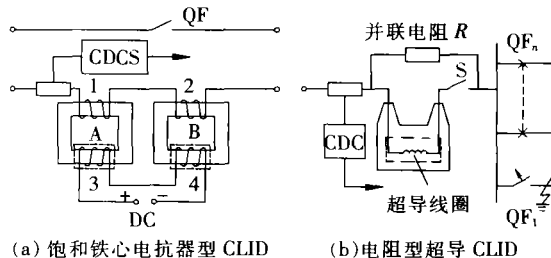 QF
CDCS
1
2
A
B
3
4
+
−
DC
(a) 饱和铁心电抗器型 CLID
并联电阻 R
S
CDC
超导线圈
QFn
QF1
(b)电阻型超导 CLID